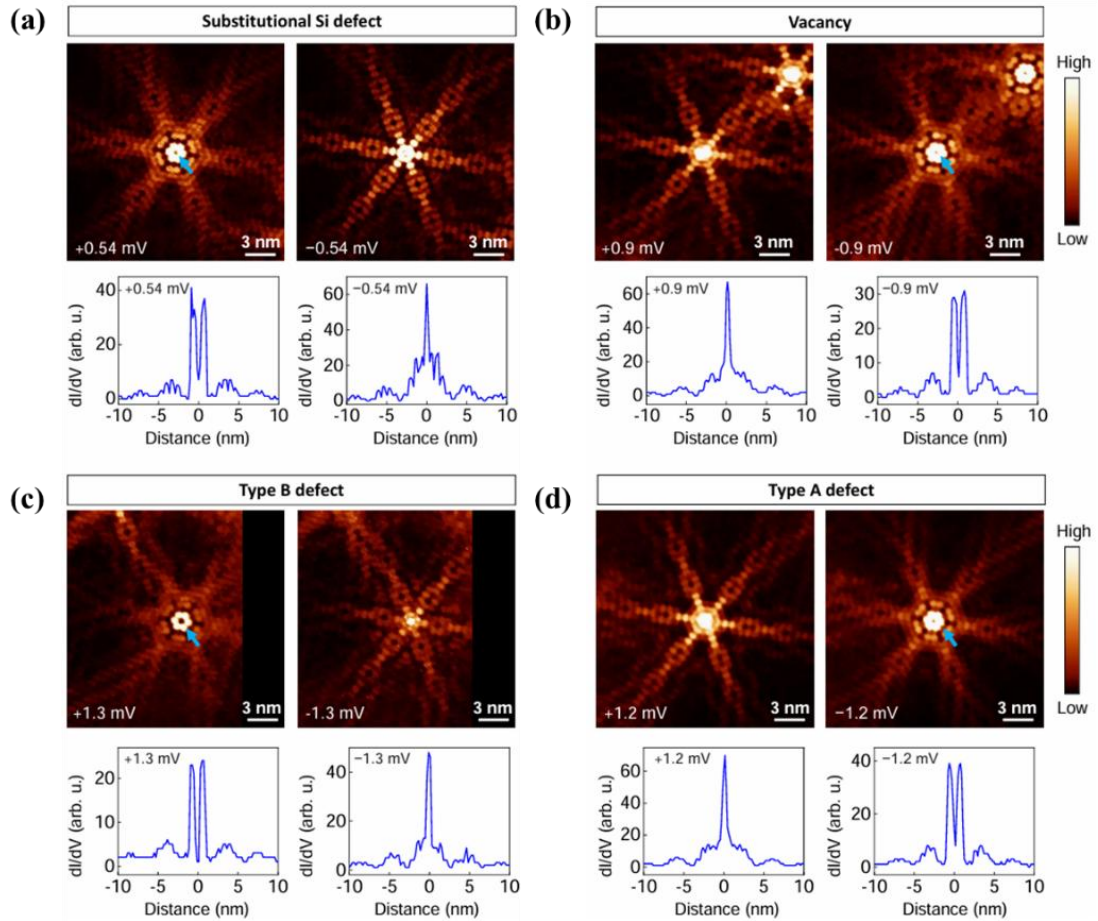 (a)
Substitutional Si defect
+0.54 mV
3 nm
−0.54 mV
3 nm
dI/dV (arb. u.)
40
20
0
+0.54 mV
-10 -5 0 5 10
Distance (nm)
60
40
20
0
−0.54 mV
-10 -5 0 5 10
Distance (nm)
(b)
Vacancy
+0.9 mV
3 nm
-0.9 mV
3 nm
High
Low
dI/dV (arb. u.)
60
40
20
0
+0.9 mV
-10 -5 0 5 10
Distance (nm)
30
20
10
0
−0.9 mV
-10 -5 0 5 10
Distance (nm)
(c)
Type B defect
+1.3 mV
3 nm
-1.3 mV
3 nm
dI/dV (arb. u.)
20
10
0
+1.3 mV
-10 -5 0 5 10
Distance (nm)
dI/dV (arb. u.)
40
20
0
−1.3 mV
-10 -5 0 5 10
Distance (nm)
(d)
Type A defect
+1.2 mV
3 nm
−1.2 mV
3 nm
High
Low
dI/dV (arb. u.)
60
40
20
0
+1.2 mV
-10 -5 0 5 10
Distance (nm)
dI/dV (arb. u.)
40
20
0
−1.2 mV
-10 -5 0 5 10
Distance (nm)